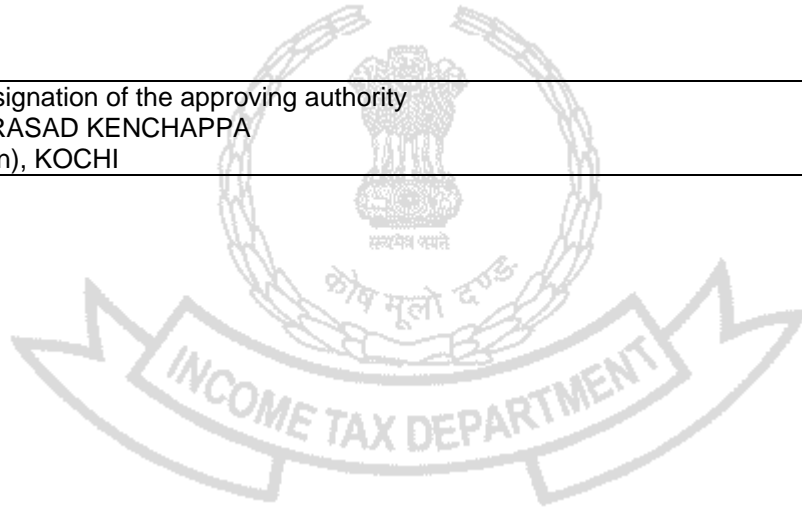 signation of the approving authority
RASAD KENCHAPPA
n), KOCHI
सत्यमेव जयते
कोष मूलो दण्डः
INCOME TAX DEPARTMENT